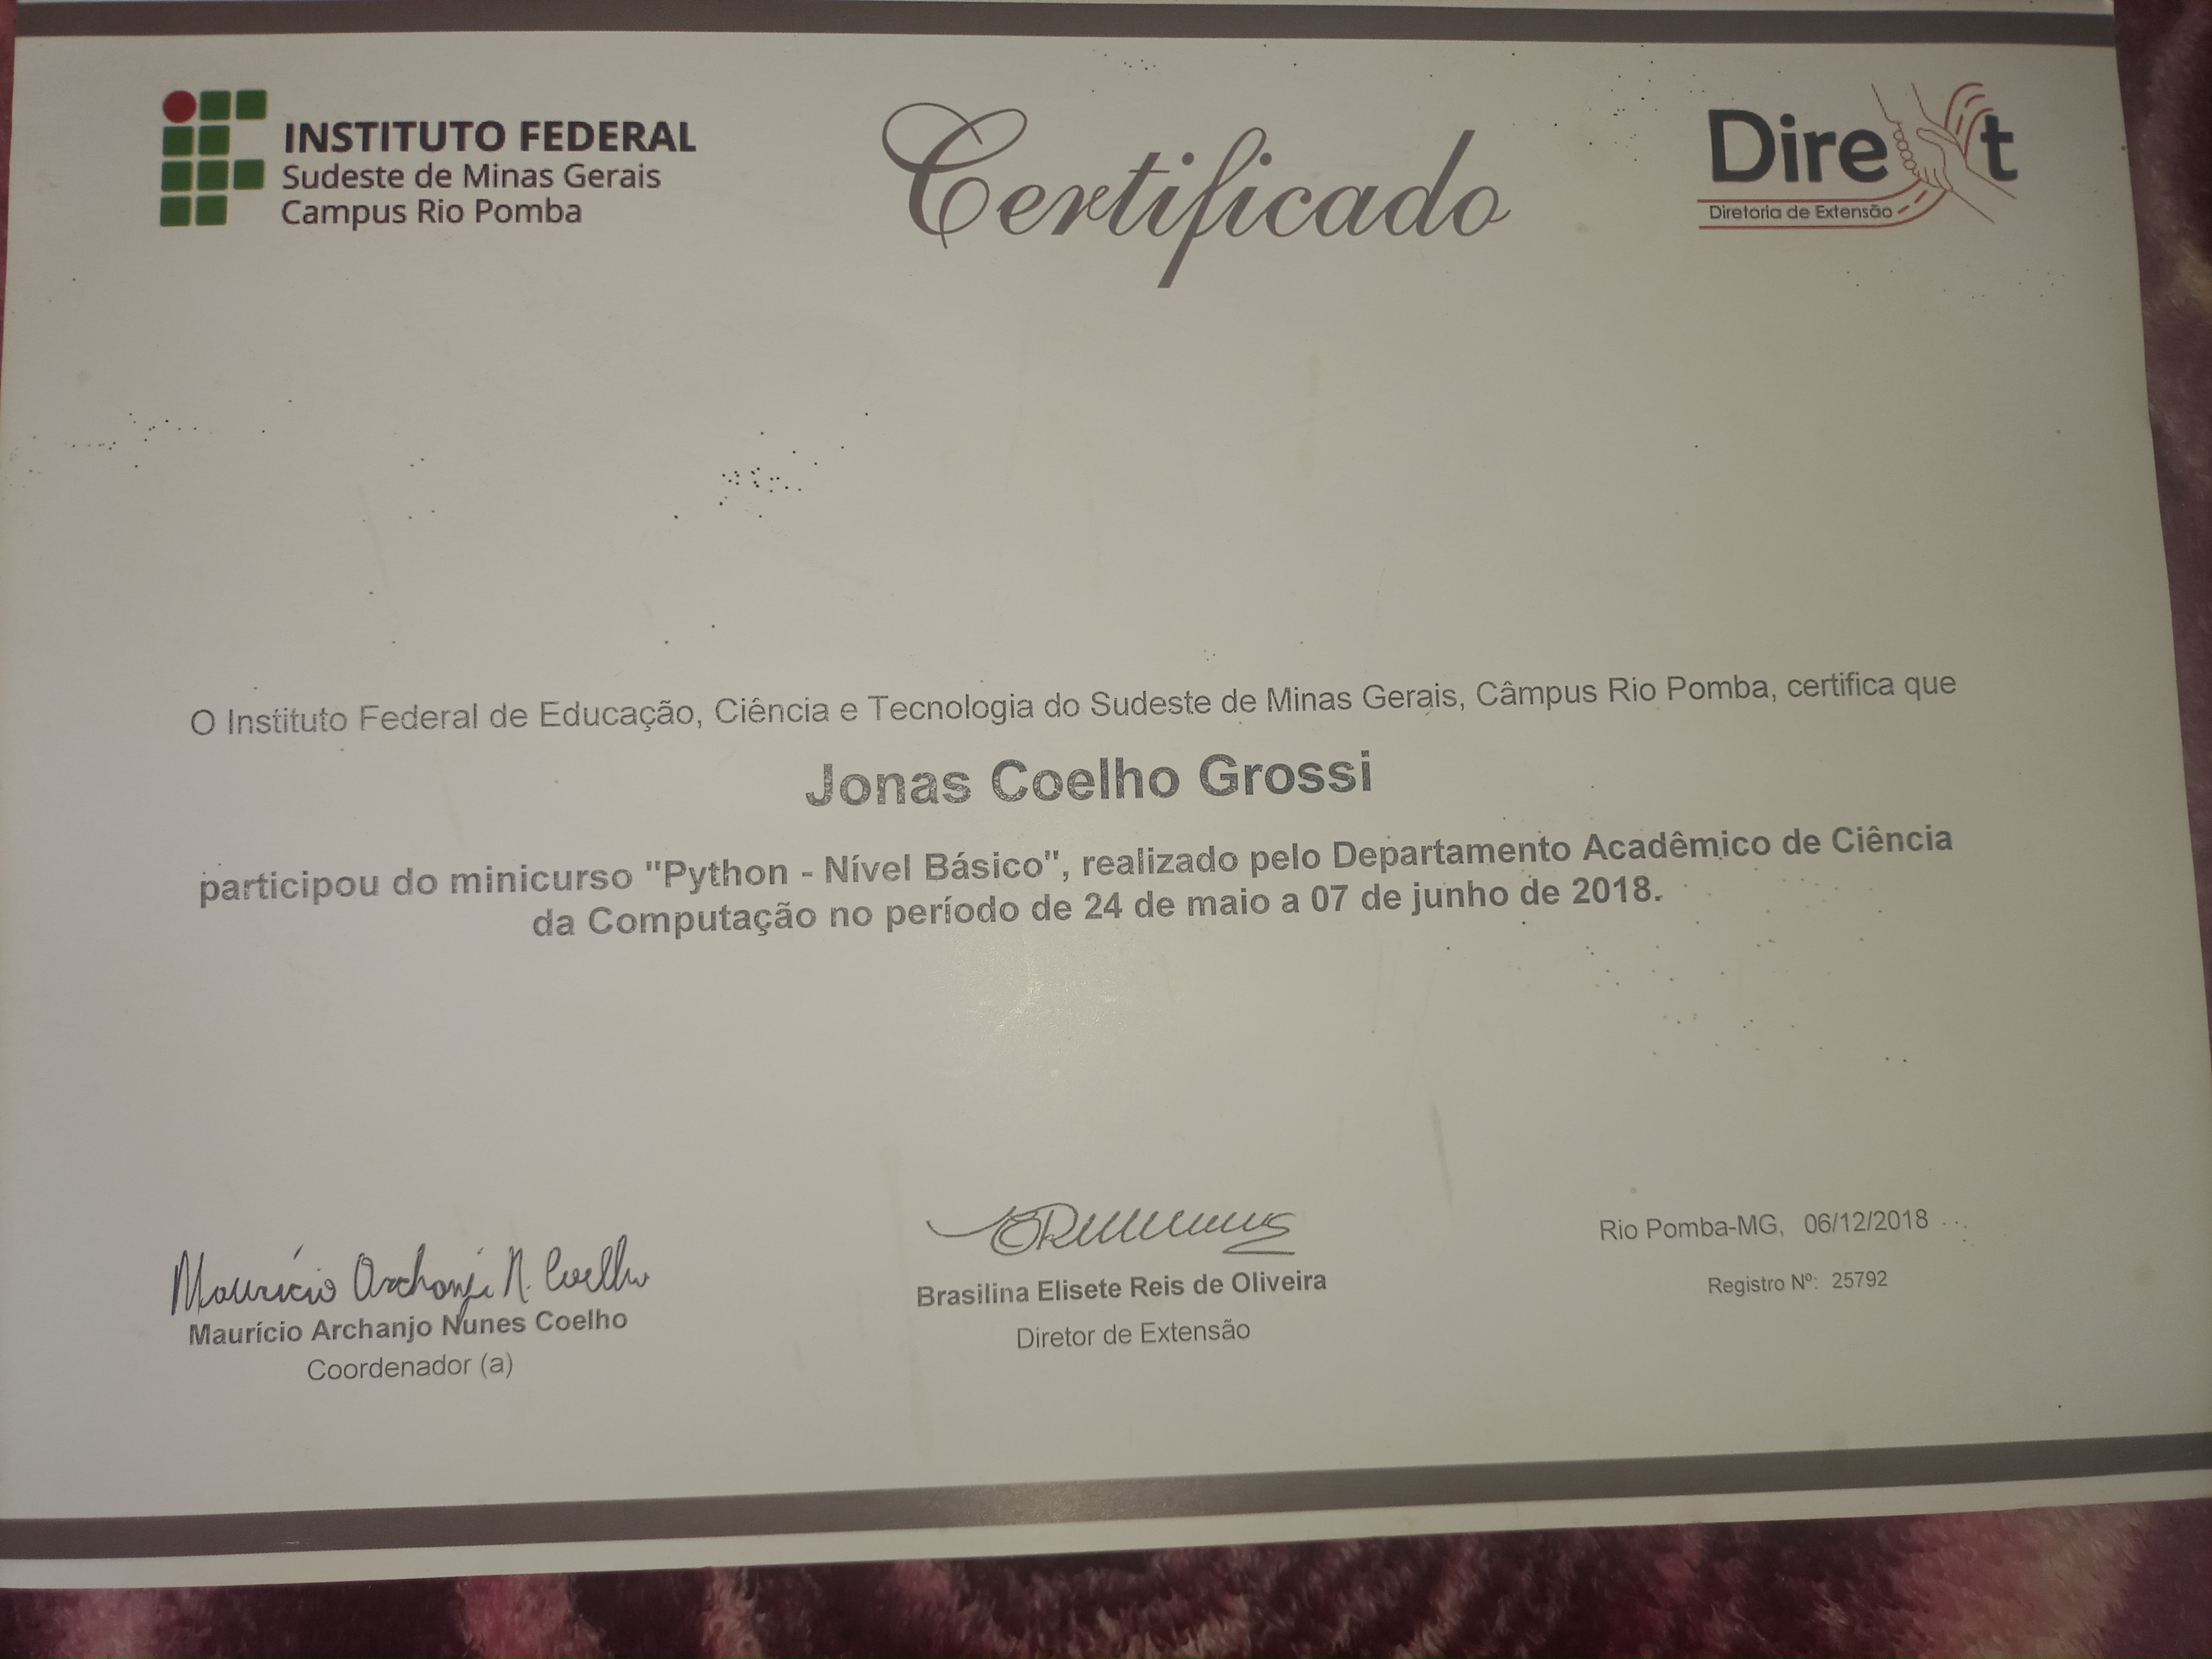 INSTITUTO FEDERAL
Sudeste de Minas Gerais
Campus Rio Pomba
Certificado
Dirext
Diretoria de Extensão
O Instituto Federal de Educação, Ciência e Tecnologia do Sudeste de Minas Gerais, Câmpus Rio Pomba, certifica que
Jonas Coelho Grossi
participou do minicurso "Python - Nível Básico", realizado pelo Departamento Acadêmico de Ciência
da Computação no período de 24 de maio a 07 de junho de 2018.
Rio Pomba-MG, 06/12/2018
Registro Nº: 25792
Maurício Archanjo N. Coelho
Maurício Archanjo Nunes Coelho
Coordenador (a)
Brasilina Elisete Reis de Oliveira
Diretor de Extensão